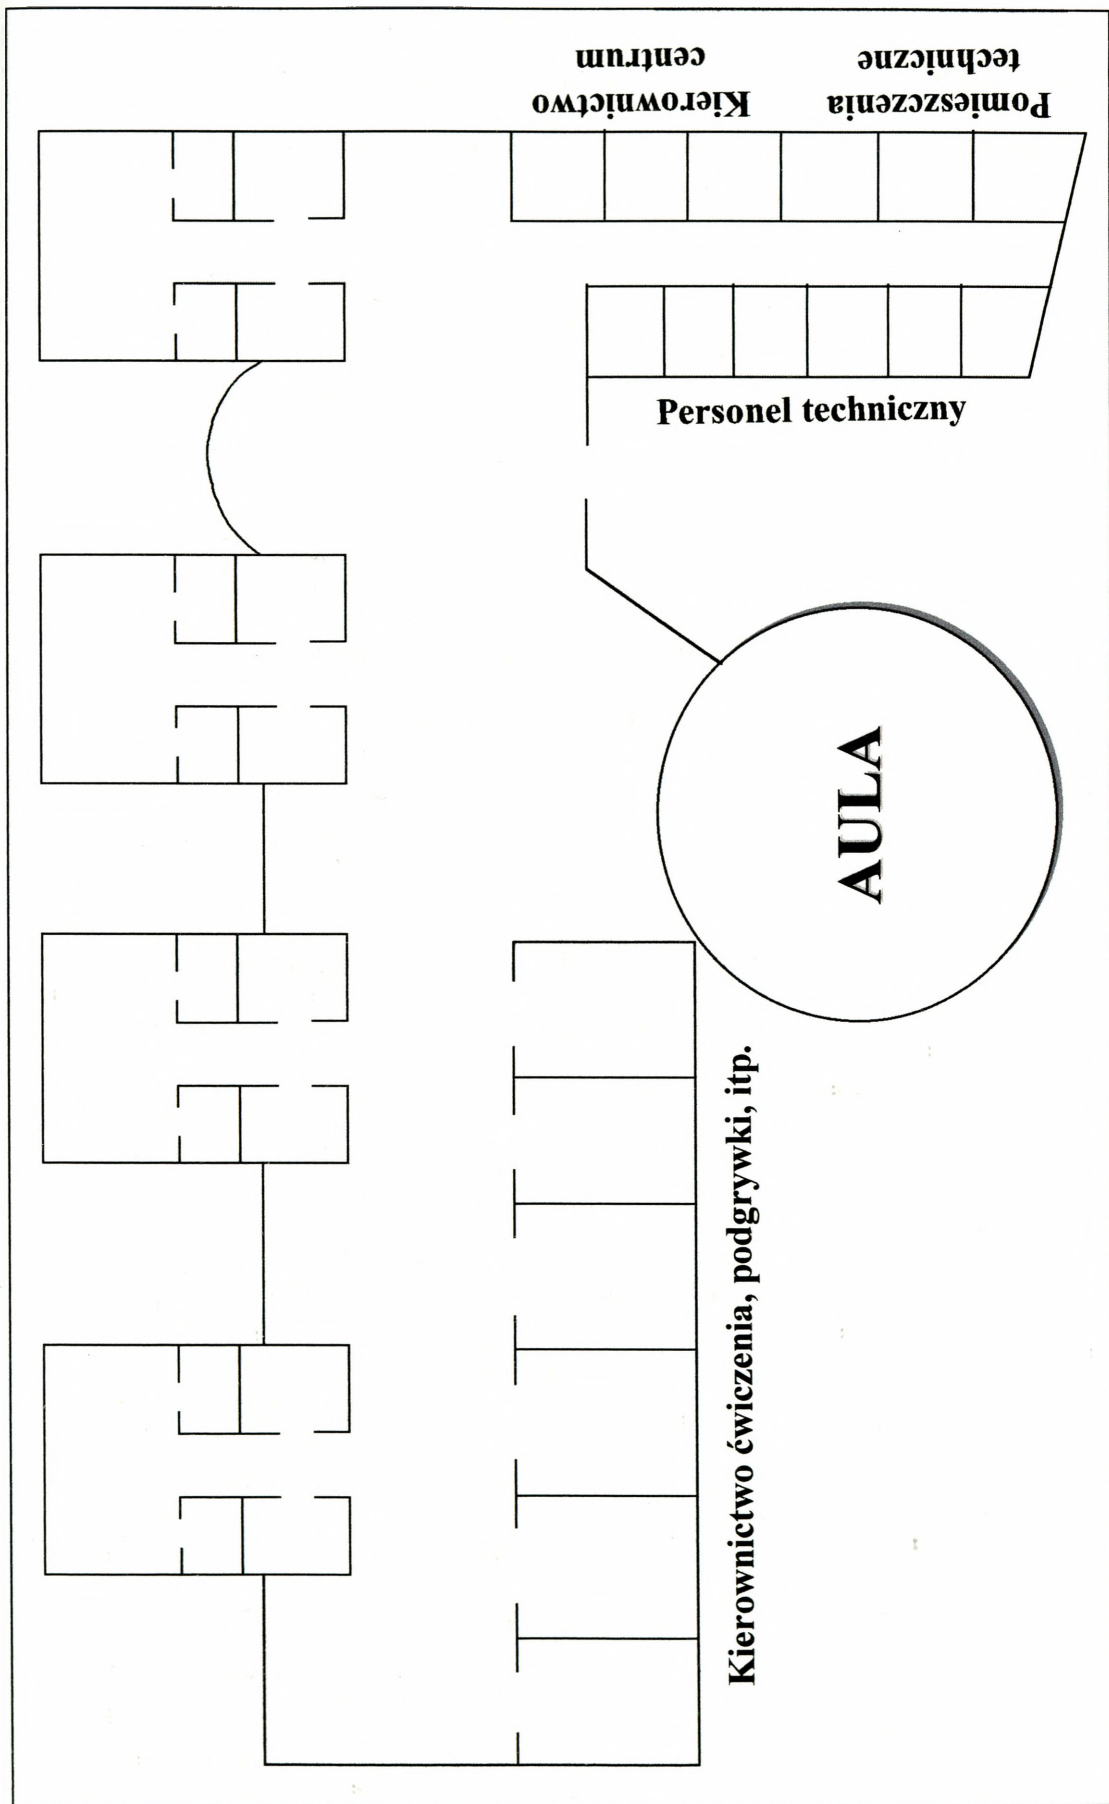 Kierownictwo
centrum
Pomieszczenia
techniczne
Personel techniczny
AULA
Kierownictwo ćwiczenia, podgrywki, itp.